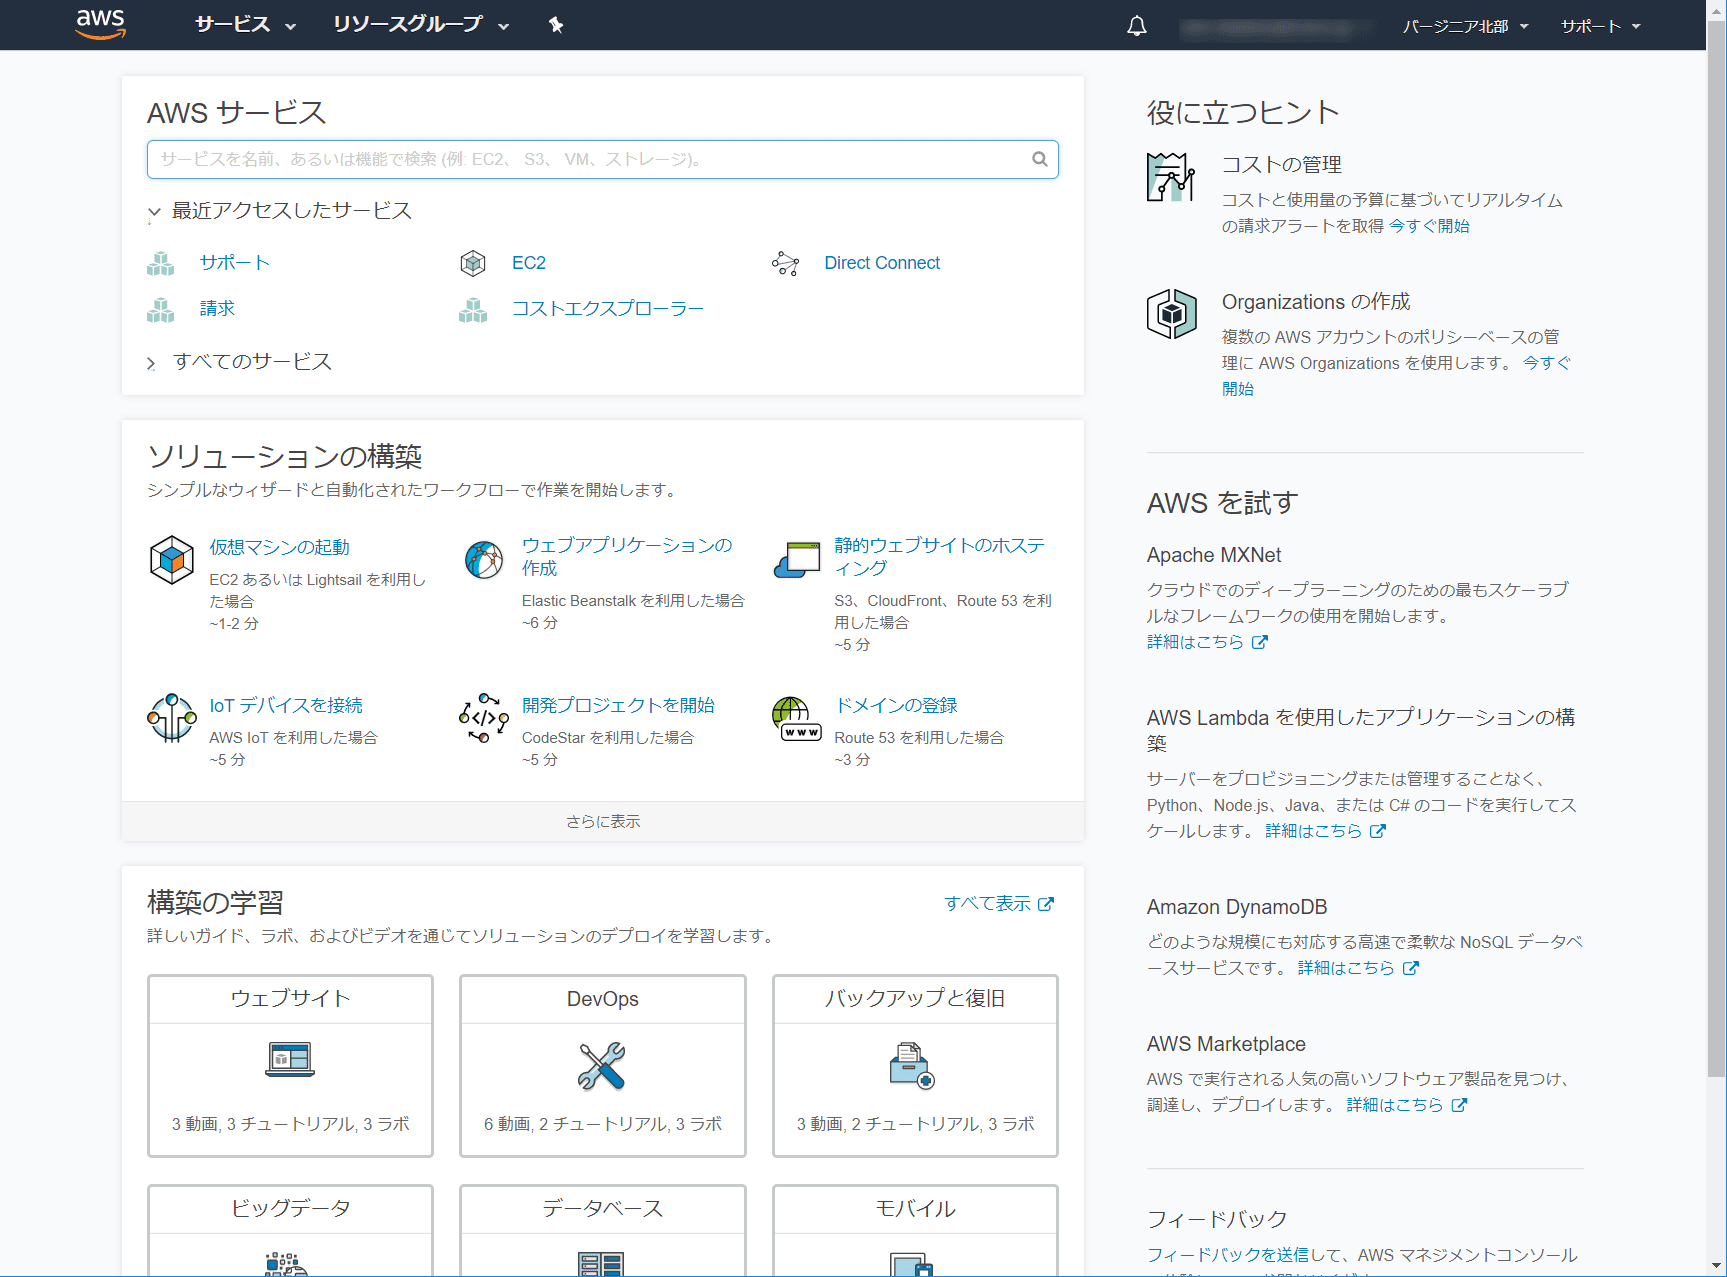 aws
サービス
リソースグループ
バージニア北部
サポート
AWS サービス
サービスを名前、あるいは機能で検索 (例: EC2、 S3、 VM、ストレージ)。
最近アクセスしたサービス
サポート
EC2
Direct Connect
請求
コストエクスプローラー
すべてのサービス
ソリューションの構築
シンプルなウィザードと自動化されたワークフローで作業を開始します。
仮想マシンの起動
EC2 あるいは Lightsail を利用し
た場合
~1-2 分
ウェブアプリケーションの
作成
Elastic Beanstalk を利用した場合
~6 分
静的ウェブサイトのホステ
ィング
S3、CloudFront、Route 53 を利
用した場合
~5 分
IoT デバイスを接続
AWS IoT を利用した場合
~5 分
開発プロジェクトを開始
CodeStar を利用した場合
~5 分
ドメインの登録
Route 53 を利用した場合
~3 分
さらに表示
構築の学習
すべて表示
詳しいガイド、ラボ、およびビデオを通じてソリューションのデプロイを学習します。
ウェブサイト
3 動画, 3 チュートリアル, 3 ラボ
DevOps
6 動画, 2 チュートリアル, 3 ラボ
バックアップと復旧
3 動画, 2 チュートリアル, 3 ラボ
ビッグデータ
データベース
モバイル
役に立つヒント
コストの管理
コストと使用量の予算に基づいてリアルタイム
の請求アラートを取得 今すぐ開始
Organizations の作成
複数の AWS アカウントのポリシーベースの管
理に AWS Organizations を使用します。 今すぐ
開始
AWS を試す
Apache MXNet
クラウドでのディープラーニングのための最もスケーラブ
ルなフレームワークの使用を開始します。
詳細はこちら
AWS Lambda を使用したアプリケーションの構
築
サーバーをプロビジョニングまたは管理することなく、
Python、Node.js、Java、または C# のコードを実行してス
ケールします。 詳細はこちら
Amazon DynamoDB
どのような規模にも対応する高速で柔軟な NoSQL データベ
ースサービスです。 詳細はこちら
AWS Marketplace
AWS で実行される人気の高いソフトウェア製品を見つけ、
調達し、デプロイします。 詳細はこちら
フィードバック
フィードバックを送信して、AWS マネジメントコンソール